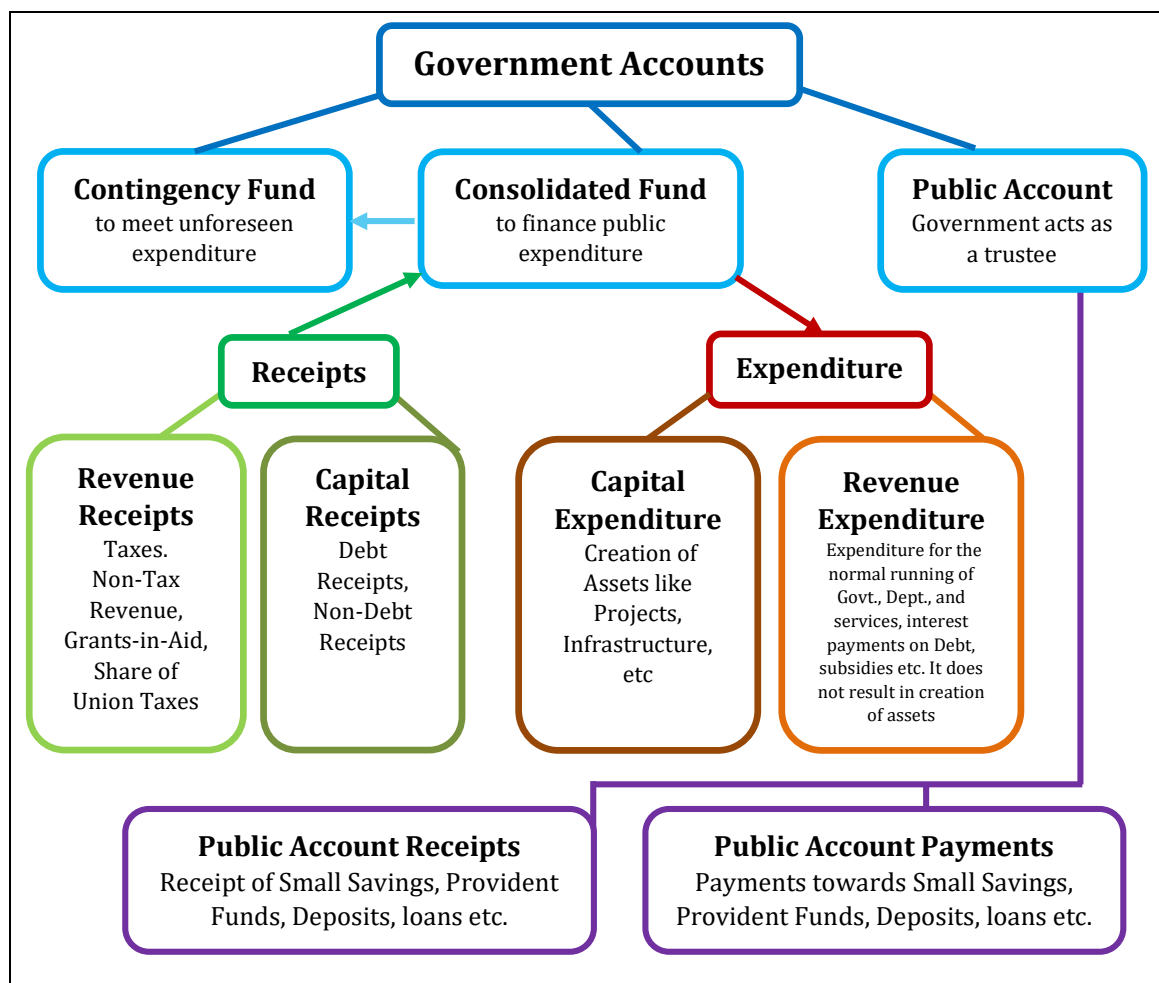 Government Accounts
Contingency Fund
to meet unforeseen
expenditure
Consolidated Fund
to finance public
expenditure
Public Account
Government acts as
a trustee
Receipts
Expenditure
Revenue
Receipts
Taxes.
Non-Tax
Revenue,
Grants-in-Aid,
Share of
Union Taxes
Capital
Receipts
Debt
Receipts,
Non-Debt
Receipts
Capital
Expenditure
Creation of
Assets like
Projects,
Infrastructure,
etc
Revenue
Expenditure
Expenditure for the
normal running of
Govt., Dept., and
services, interest
payments on Debt,
subsidies etc. It does
not result in creation
of assets
Public Account Receipts
Receipt of Small Savings, Provident
Funds, Deposits, loans etc.
Public Account Payments
Payments towards Small Savings,
Provident Funds, Deposits, loans etc.